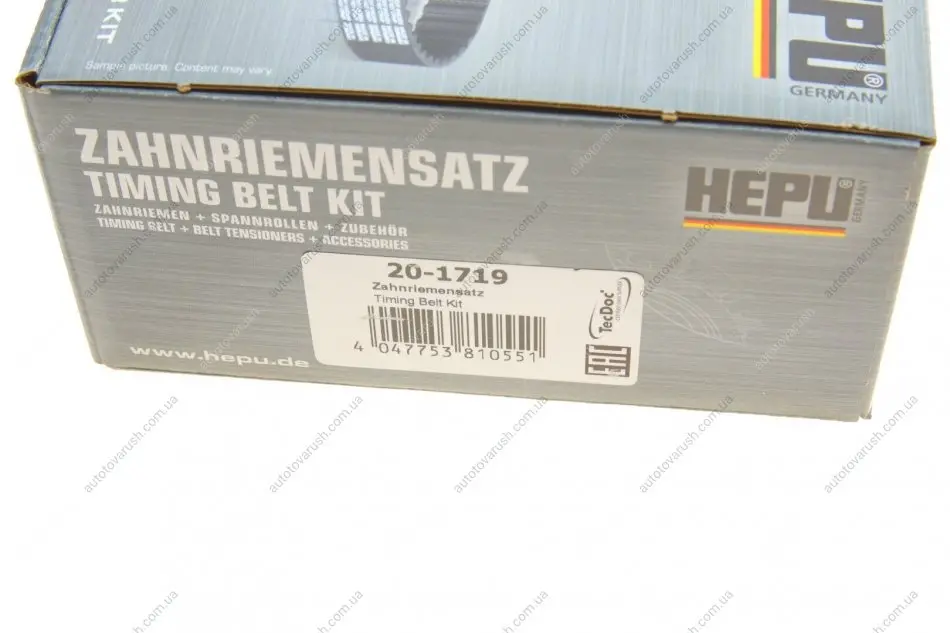 KIT
Sample picture. Content may vary.
HEPU®
GERMANY
ZAHNRIEMENSATZ
TIMING BELT KIT
ZAHNRIEMEN + SPANNROLLEN + ZUBEHÖR
TIMING BELT + BELT TENSIONERS + ACCESSORIES
HEPU®
GERMANY
20-1719
Zahnriemensatz
Timing Belt Kit
4 047753 810551
TecDoc
EAC
www.hepu.de
autotovarush.com.ua